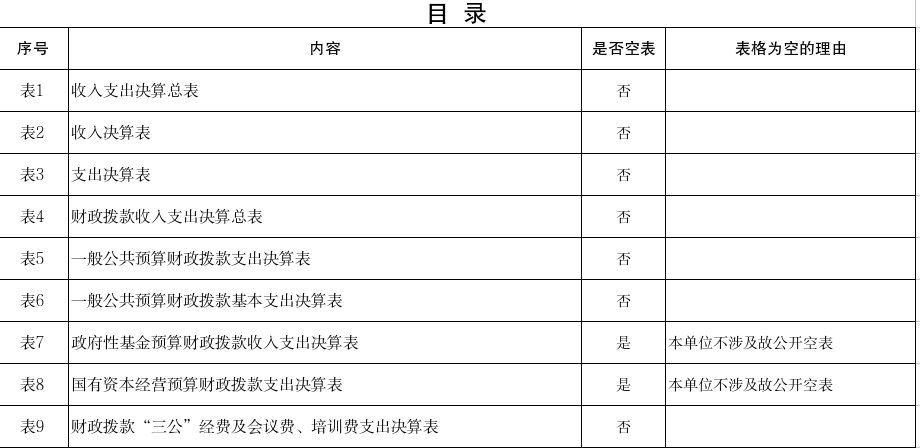 目 录
序号 内容 是否空表 表格为空的理由
表1 收入支出决算总表 否
表2 收入决算表 否
表3 支出决算表 否
表4 财政拨款收入支出决算总表 否
表5 一般公共预算财政拨款支出决算表 否
表6 一般公共预算财政拨款基本支出决算表 否
表7 政府性基金预算财政拨款收入支出决算表 是 本单位不涉及故公开空表
表8 国有资本经营预算财政拨款支出决算表 是 本单位不涉及故公开空表
表9 财政拨款“三公”经费及会议费、培训费支出决算表 否